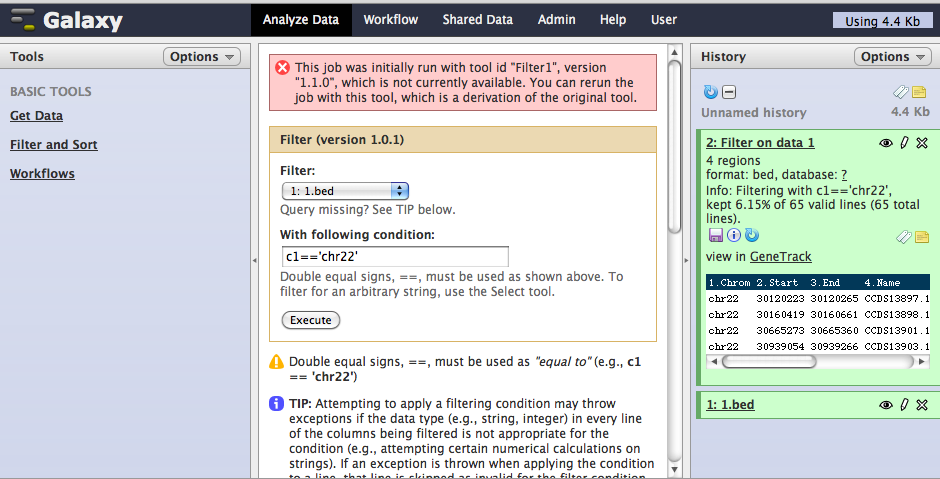 Galaxy
Analyze Data Workflow Shared Data Admin Help User
Using 4.4 Kb
Tools
Options
BASIC TOOLS
Get Data
Filter and Sort
Workflows
This job was initially run with tool id "Filter1", version
"1.1.0", which is not currently available. You can rerun the
job with this tool, which is a derivation of the original tool.
Filter (version 1.0.1)
Filter:
1: 1.bed
Query missing? See TIP below.
With following condition:
c1=='chr22'
Double equal signs, ==, must be used as shown above. To
filter for an arbitrary string, use the Select tool.
Execute
Double equal signs, ==, must be used as "equal to" (e.g., c1
== 'chr22')
TIP: Attempting to apply a filtering condition may throw
exceptions if the data type (e.g., string, integer) in every line
of the columns being filtered is not appropriate for the
condition (e.g., attempting certain numerical calculations on
strings). If an exception is thrown when applying the condition
to a line, that line is skipped as invalid for the filter condition.
History
Options
Unnamed history
4.4 Kb
2: Filter on data 1
4 regions
format: bed, database: ?
Info: Filtering with c1=='chr22',
kept 6.15% of 65 valid lines (65 total
lines).
view in GeneTrack
1.Chrom 2.Start 3.End 4.Name
chr22 30120223 30120265 CCDS13897.1
chr22 30160419 30160661 CCDS13898.1
chr22 30665273 30665360 CCDS13901.1
chr22 30939054 30939266 CCDS13903.1
1: 1.bed